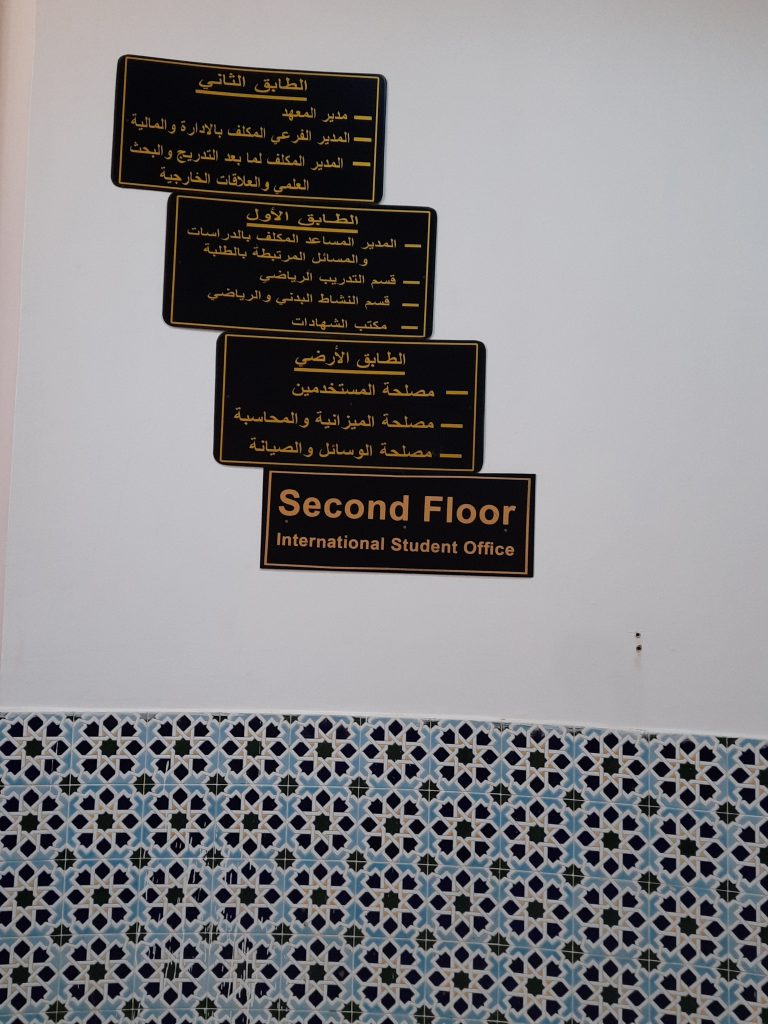 الطابق الثاني
— مدير المعهد
— المدير الفرعي المكلف بالادارة والمالية
— المدير المكلف لما بعد التدريج والبحث
العلمي والعلاقات الخارجية
الطابق الأول
— المدير المساعد المكلف بالدراسات
والمسائل المرتبطة بالطلبة
— قسم التدريب الرياضي
— قسم النشاط البدني والرياضي
— مكتب الشهادات
الطابق الأرضي
— مصلحة المستخدمين
— مصلحة الميزانية والمحاسبة
— مصلحة الوسائل والصيانة
Second Floor
International Student Office